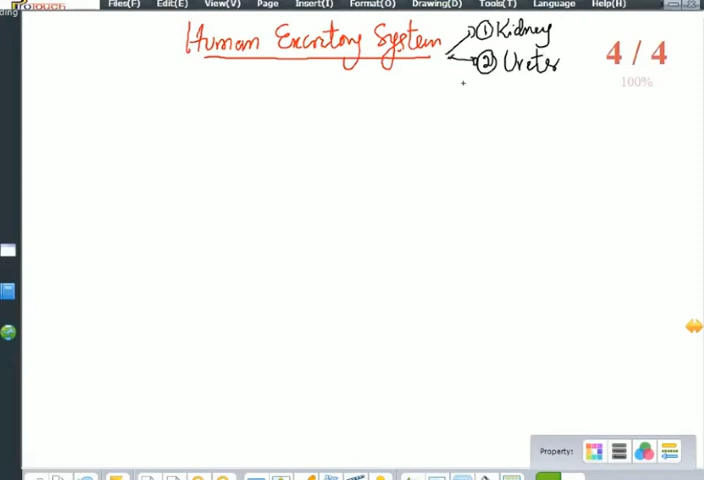 ProTouch Files(F) Edit(E) View(V) Page Insert(I) Format(O) Drawing(D) Tools(T) Language Help(H)
Human Excretory System
① Kidney
② Ureter
4 / 4
100%
Property: